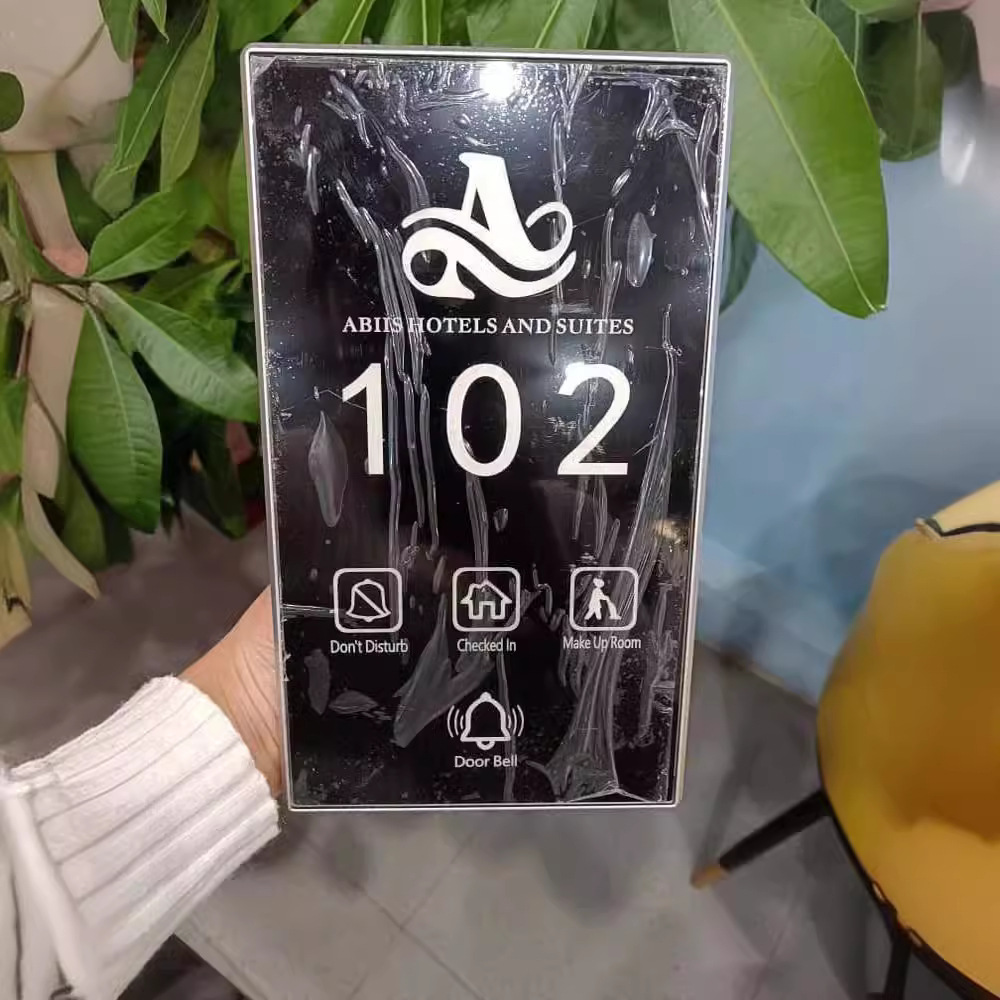 A
ABIIS HOTELS AND SUITES
102
Don't Disturb Checked In Make Up Room
Door Bell